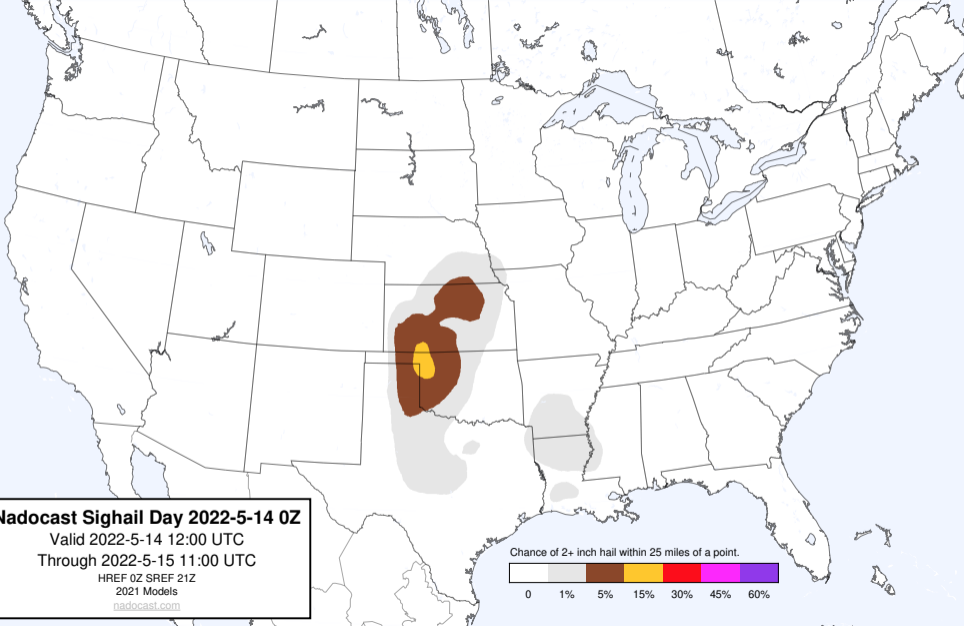 Nadocast Sighail Day 2022-5-14 0Z
Valid 2022-5-14 12:00 UTC
Through 2022-5-15 11:00 UTC
HREF 0Z SREF 21Z
2021 Models
nadocast.com
Chance of 2+ inch hail within 25 miles of a point.
0 1% 5% 15% 30% 45% 60%